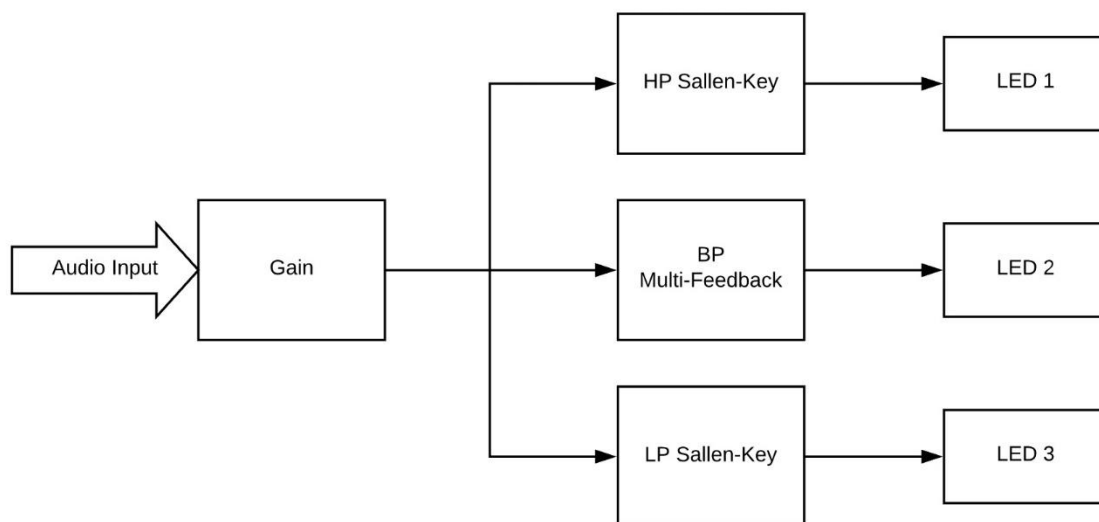 HP Sallen-Key
LED 1
Audio Input
Gain
BP
Multi-Feedback
LED 2
LP Sallen-Key
LED 3